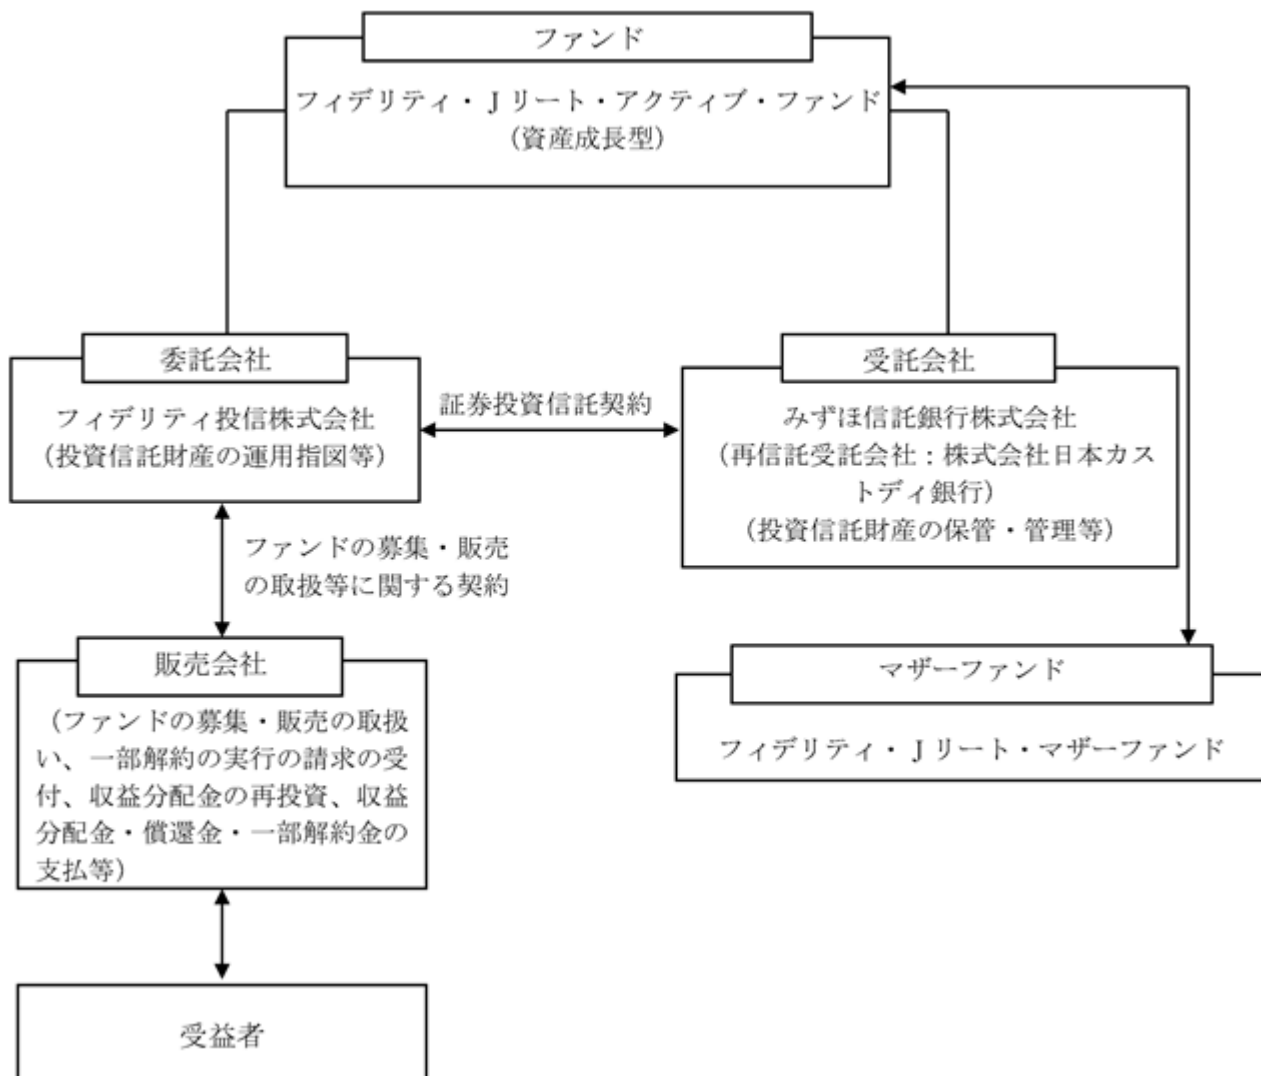 ファンド
フィデリティ・Ｊリート・アクティブ・ファンド
（資産成長型）
委託会社
フィデリティ投信株式会社
（投資信託財産の運用指図等）
証券投資信託契約
受託会社
みずほ信託銀行株式会社
（再信託受託会社：株式会社日本カス
トディ銀行）
（投資信託財産の保管・管理等）
ファンドの募集・販売
の取扱等に関する契約
販売会社
（ファンドの募集・販売の取扱
い、一部解約の実行の請求の受
付、収益分配金の再投資、収益
分配金・償還金・一部解約金の
支払等）
マザーファンド
フィデリティ・Ｊリート・マザーファンド
受益者